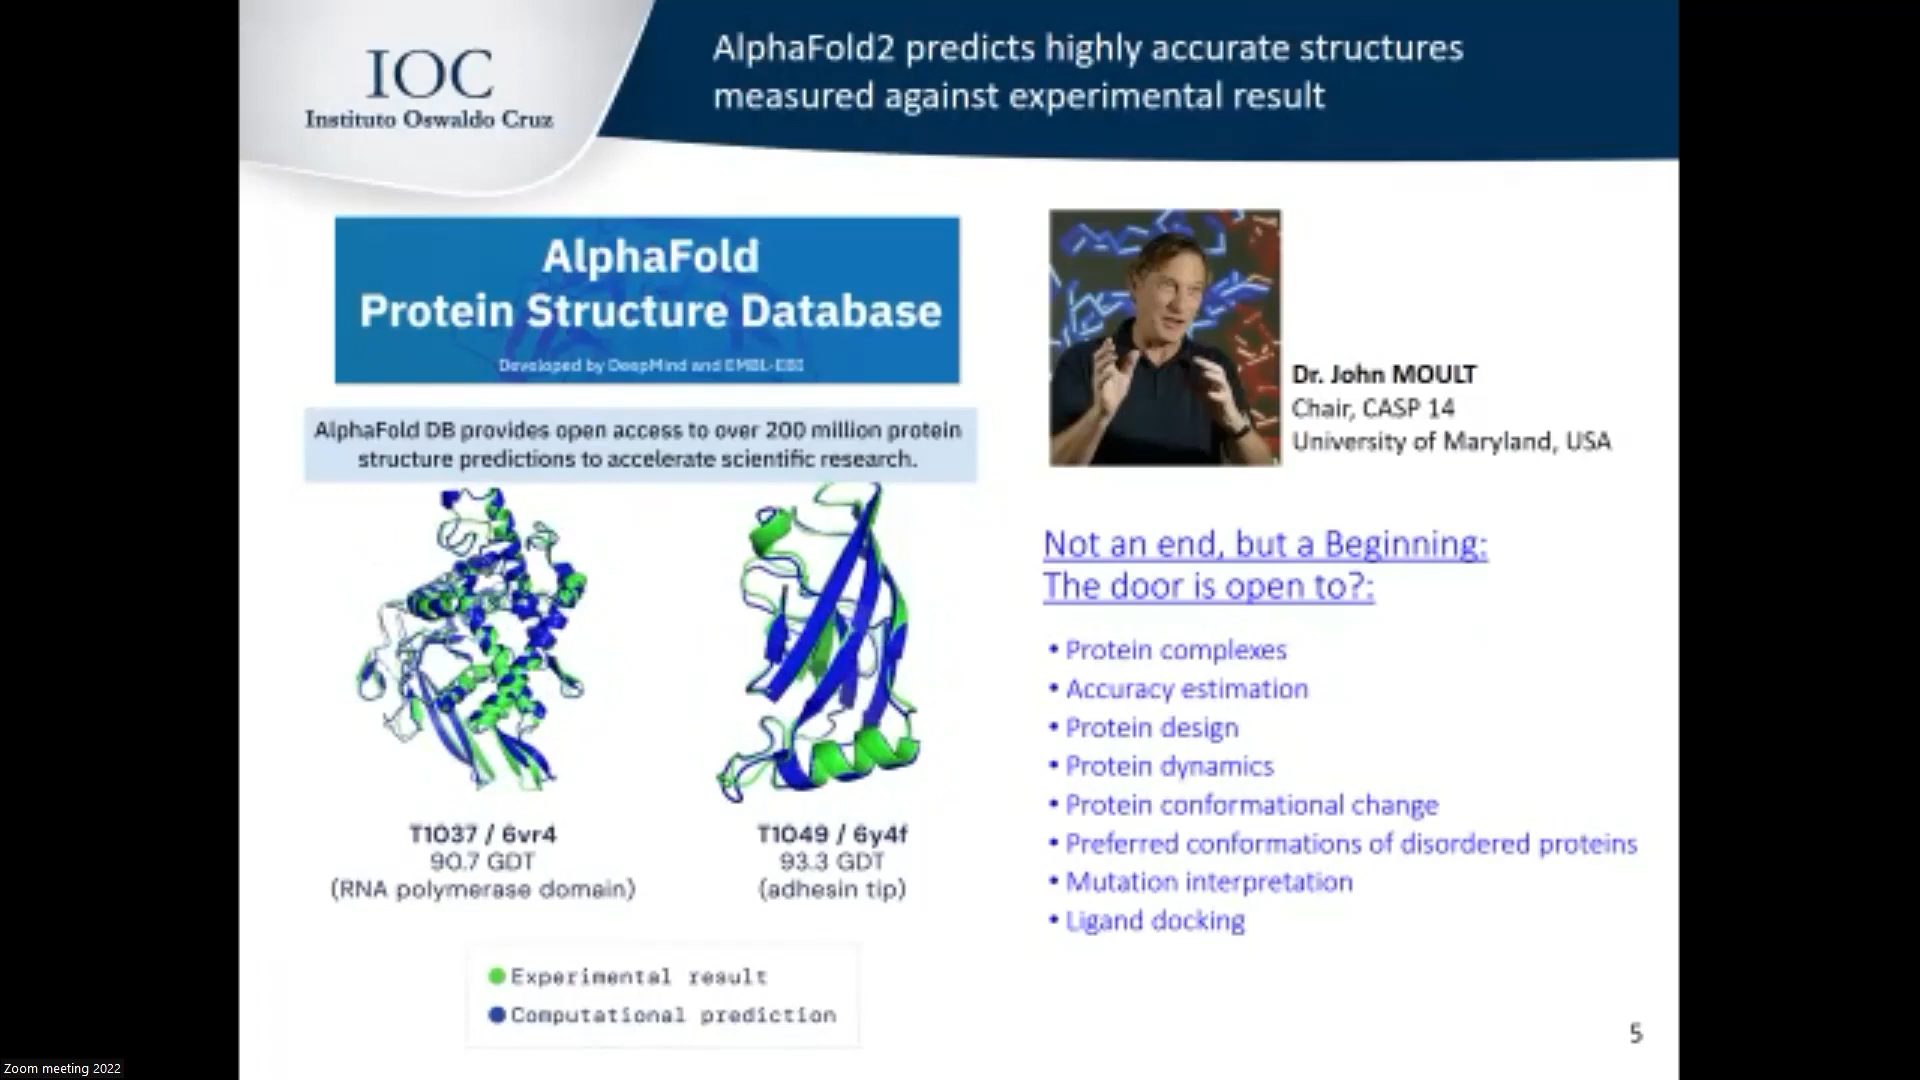 IOC
Instituto Oswaldo Cruz
AlphaFold2 predicts highly accurate structures
measured against experimental result
AlphaFold
Protein Structure Database
Developed by DeepMind and EMBL-EBI
AlphaFold DB provides open access to over 200 million protein
structure predictions to accelerate scientific research.
T1037 / 6vr4
90.7 GDT
(RNA polymerase domain)
T1049 / 6y4f
93.3 GDT
(adhesin tip)
Experimental result
Computational prediction
Dr. John MOULT
Chair, CASP 14
University of Maryland, USA
Not an end, but a Beginning:
The door is open to?:
• Protein complexes
• Accuracy estimation
• Protein design
• Protein dynamics
• Protein conformational change
• Preferred conformations of disordered proteins
• Mutation interpretation
• Ligand docking
5
Zoom meeting 2022